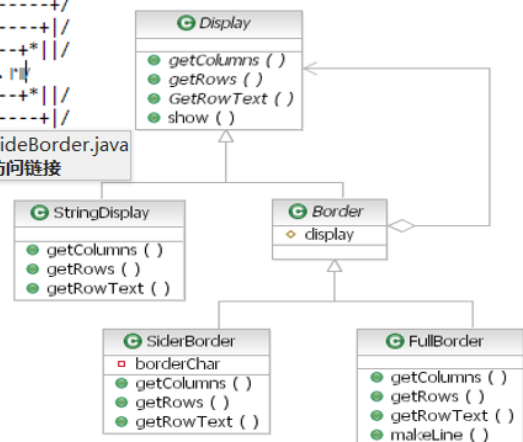 -----+/
----+|/
---+*||/
---+*||/
----+|/
ideBorder.java
访问链接
Display
getColumns ( )
getRows ( )
GetRowText ( )
show ( )
StringDisplay
getColumns ( )
getRows ( )
getRowText ( )
Border
display
SiderBorder
borderChar
getColumns ( )
getRows ( )
getRowText ( )
FullBorder
getColumns ( )
getRows ( )
getRowText ( )
makeLine ( )